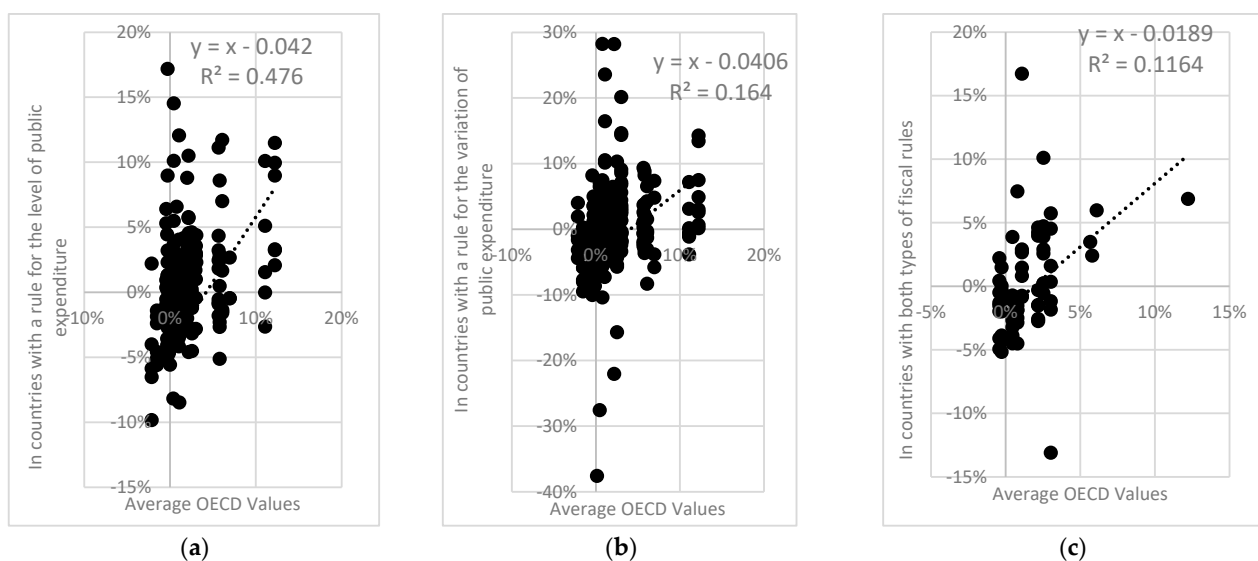 20%
15%
10%
5%
0%
-5%
-10%
-15%
-10%
0%
10%
20%
y = x - 0.042
R² = 0.476
In countries with a rule for the level of public
expenditure
Average OECD Values
(a)
30%
20%
10%
0%
-10%
-20%
-30%
-40%
-10%
0%
10%
20%
y = x - 0.0406
R² = 0.164
In countries with a rule for the variation of
public expenditure
Average OECD Values
(b)
20%
15%
10%
5%
0%
-5%
-10%
-15%
-5%
0%
5%
10%
15%
y = x - 0.0189
R² = 0.1164
In countries with both types of fiscal rules
Average OECD Values
(c)